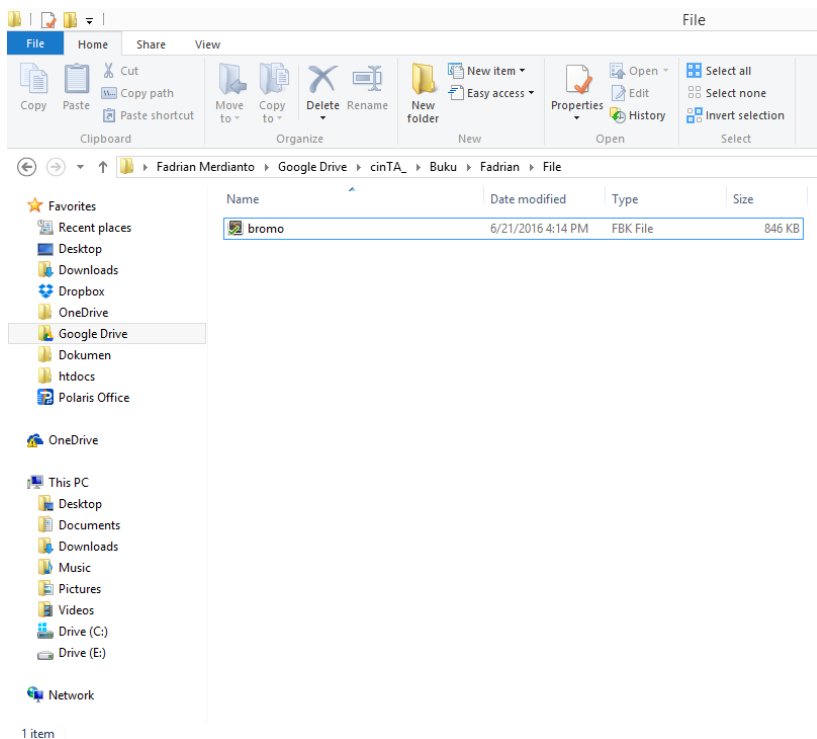 File
File Home Share View
Copy
Paste
Cut
Copy path
Paste shortcut
Clipboard
Move to
Copy to
Delete
Rename
Organize
New folder
New item
Easy access
New
Properties
Open
Edit
History
Open
Select all
Select none
Invert selection
Select
Fadrian Merdianto Google Drive cinTA_ Buku Fadrian File
Name Date modified Type Size
bromo 6/21/2016 4:14 PM FBK File 846 KB
Favorites
Recent places
Desktop
Downloads
Dropbox
OneDrive
Google Drive
Dokumen
htdocs
Polaris Office
OneDrive
This PC
Desktop
Documents
Downloads
Music
Pictures
Videos
Drive (C:)
Drive (E:)
Network
1 item